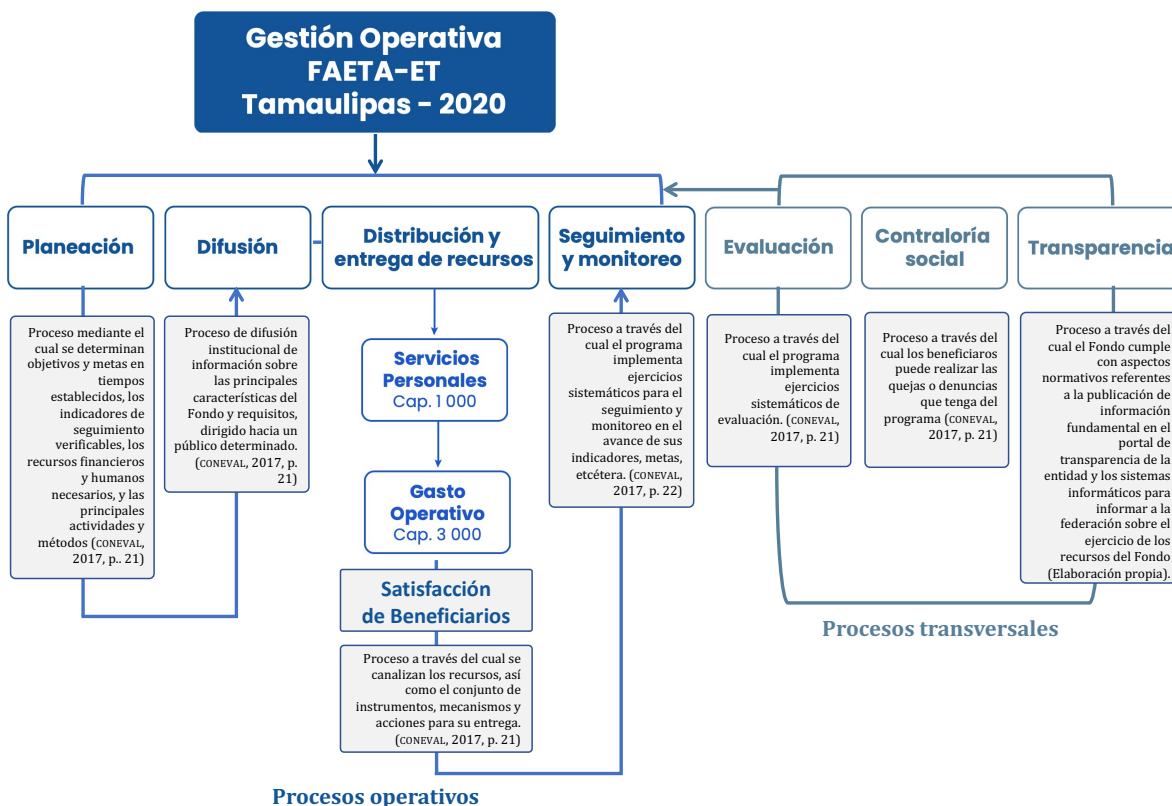 Gestión Operativa
FAETA-ET
Tamaulipas - 2020
Planeación
Difusión
Distribución y
entrega de recursos
Seguimiento
y monitoreo
Evaluación
Contraloría
social
Transparencia
Proceso mediante el
cual se determinan
objetivos y metas en
tiempos
establecidos, los
indicadores de
seguimiento
verificables, los
recursos financieros
y humanos
necesarios, y las
principales
actividades y
métodos (CONEVAL,
2017, p.. 21)
Proceso de difusión
institucional de
información sobre
las principales
características del
Fondo y requisitos,
dirigido hacia un
público determinado.
(CONEVAL, 2017, p.
21)
Servicios
Personales
Cap. 1 000
Gasto
Operativo
Cap. 3 000
Satisfacción
de Beneficiarios
Proceso a través del cual se
canalizan los recursos, así
como el conjunto de
instrumentos, mecanismos y
acciones para su entrega.
(CONEVAL, 2017, p. 21)
Proceso a través del
cual el programa
implementa
ejercicios
sistemáticos para el
seguimiento y
monitoreo en el
avance de sus
indicadores, metas,
etcétera. (CONEVAL,
2017, p. 22)
Proceso a través del
cual el programa
implementa
ejercicios
sistemáticos de
evaluación. (CONEVAL,
2017, p. 21)
Proceso a través del
cual los beneficiaros
puede realizar las
quejas o denuncias
que tenga del
programa (CONEVAL,
2017, p. 21)
Proceso a través del
cual el Fondo cumple
con aspectos
normativos referentes
a la publicación de
información
fundamental en el
portal de
transparencia de la
entidad y los sistemas
informáticos para
informar a la
federación sobre el
ejercicio de los
recursos del Fondo
(Elaboración propia).
Procesos transversales
Procesos operativos